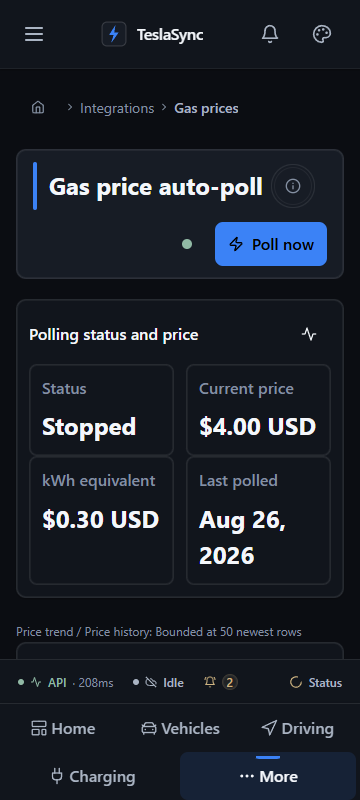 TeslaSync
Integrations Gas prices
Gas price auto-poll
Poll now
Polling status and price
Status
Stopped
Current price
$4.00 USD
kWh equivalent
$0.30 USD
Last polled
Aug 26,
2026
Price trend / Price history: Bounded at 50 newest rows
API · 208ms Idle 2 Status
Home Vehicles Driving
Charging More